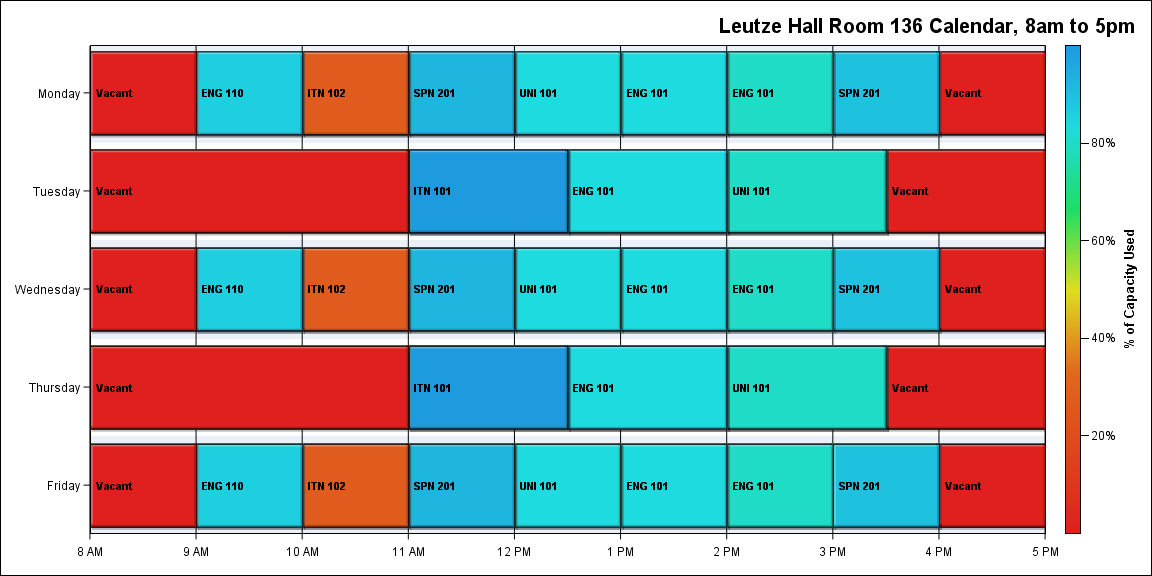 Leutze Hall Room 136 Calendar, 8am to 5pm
Monday
Vacant
ENG 110
ITN 102
SPN 201
UNI 101
ENG 101
ENG 101
SPN 201
Vacant
Tuesday
Vacant
ITN 101
ENG 101
UNI 101
Vacant
Wednesday
Vacant
ENG 110
ITN 102
SPN 201
UNI 101
ENG 101
ENG 101
SPN 201
Vacant
Thursday
Vacant
ITN 101
ENG 101
UNI 101
Vacant
Friday
Vacant
ENG 110
ITN 102
SPN 201
UNI 101
ENG 101
ENG 101
SPN 201
Vacant
8 AM
9 AM
10 AM
11 AM
12 PM
1 PM
2 PM
3 PM
4 PM
5 PM
80%
60%
40%
20%
% of Capacity Used